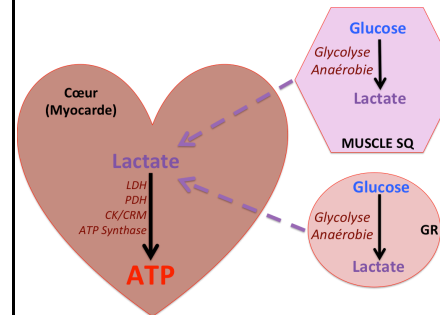 Cœur
(Myocarde)
Lactate
LDH
PDH
CK/CRM
ATP Synthase
ATP
Glucose
Glycolyse
Anaérobie
Lactate
MUSCLE SQ
Glucose
Glycolyse
Anaérobie
GR
Lactate